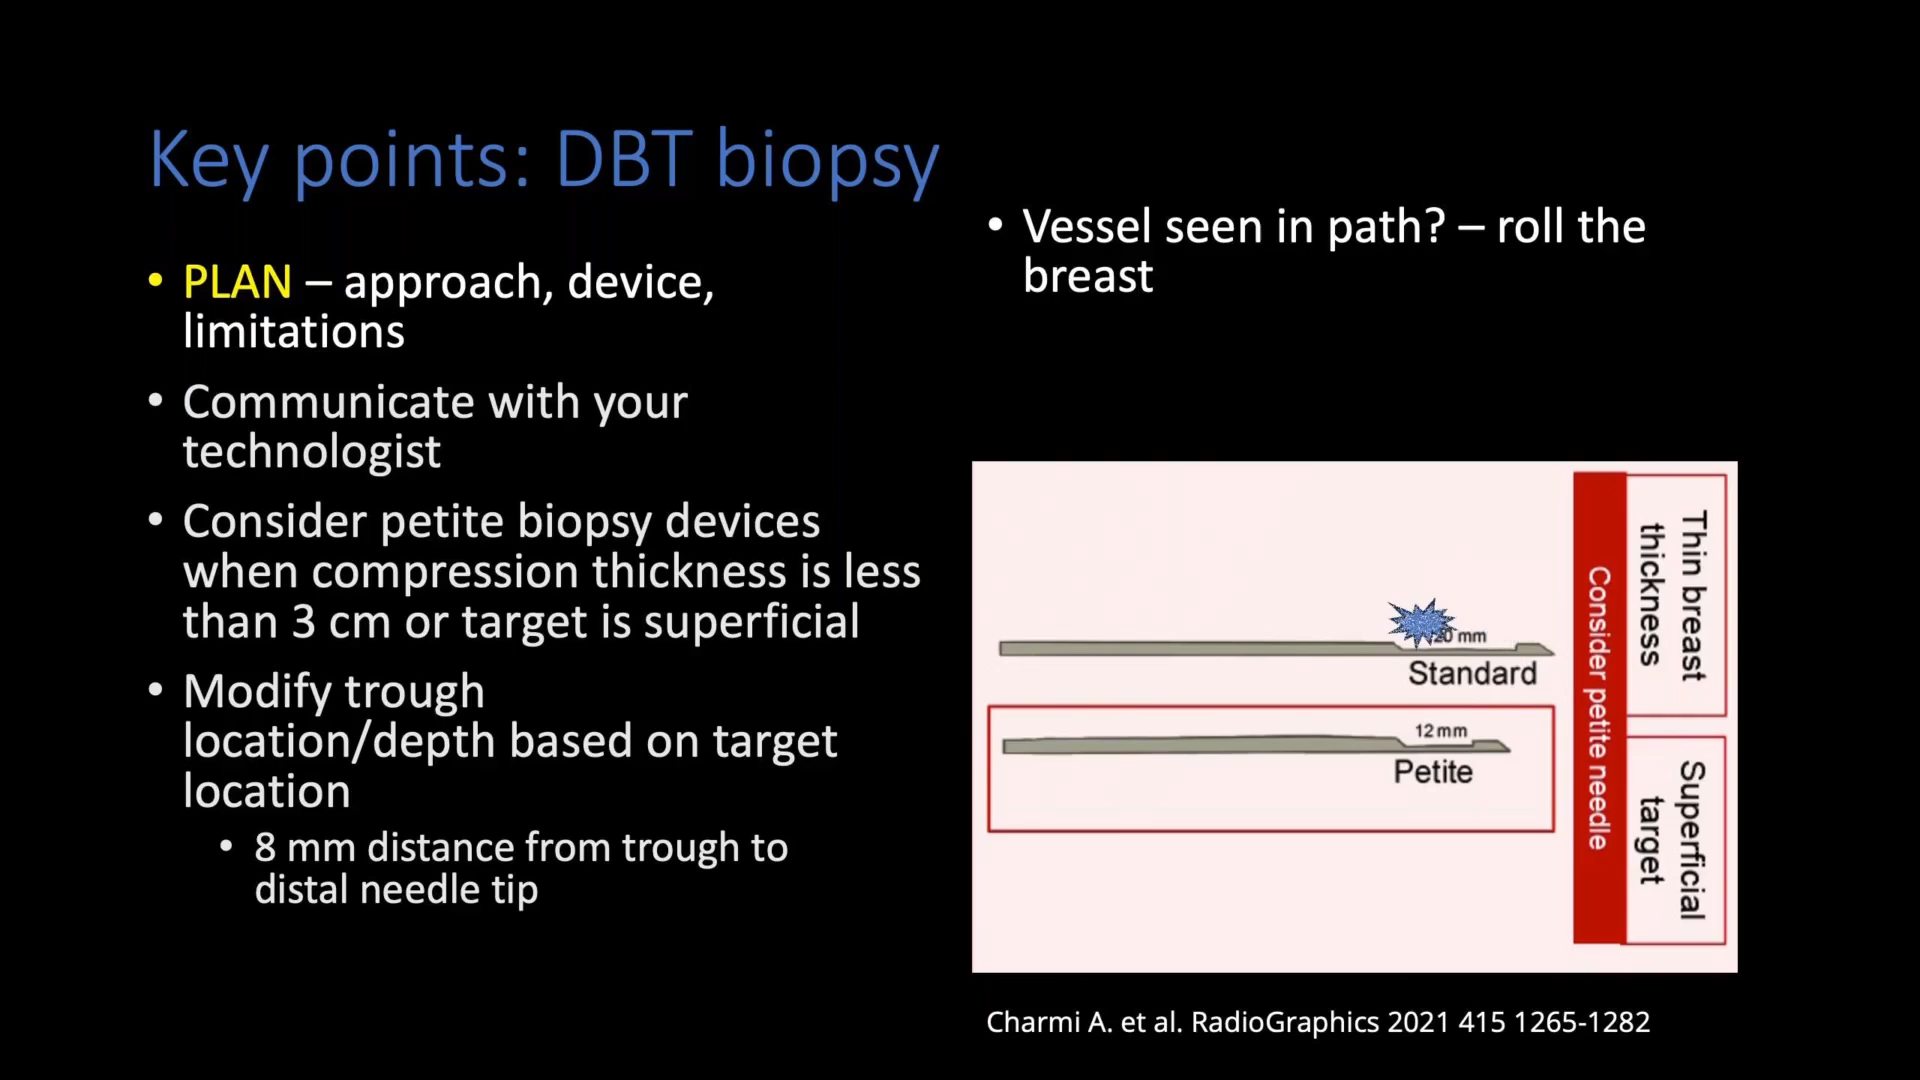 Key points: DBT biopsy
• PLAN – approach, device,
limitations
• Communicate with your
technologist
• Consider petite biopsy devices
when compression thickness is less
than 3 cm or target is superficial
• Modify trough
location/depth based on target
location
• 8 mm distance from trough to
distal needle tip
• Vessel seen in path? – roll the
breast
20 mm
Standard
12 mm
Petite
Consider petite needle
Thin breast
thickness
Superficial
target
Charmi A. et al. RadioGraphics 2021 415 1265-1282